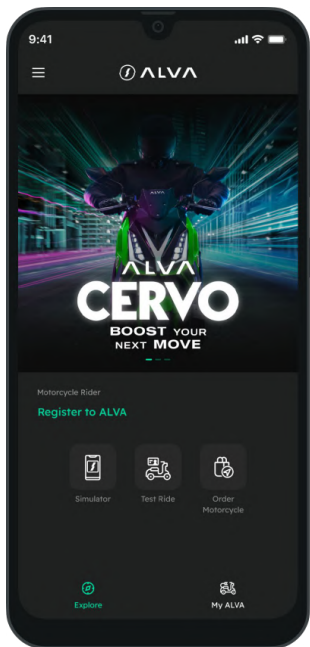 9:41
ALVA
ALVA
ALVA
CERVO
BOOST YOUR
NEXT MOVE
Motorcycle Rider
Register to ALVA
Simulator
Test Ride
Order
Motorcycle
Explore
My ALVA